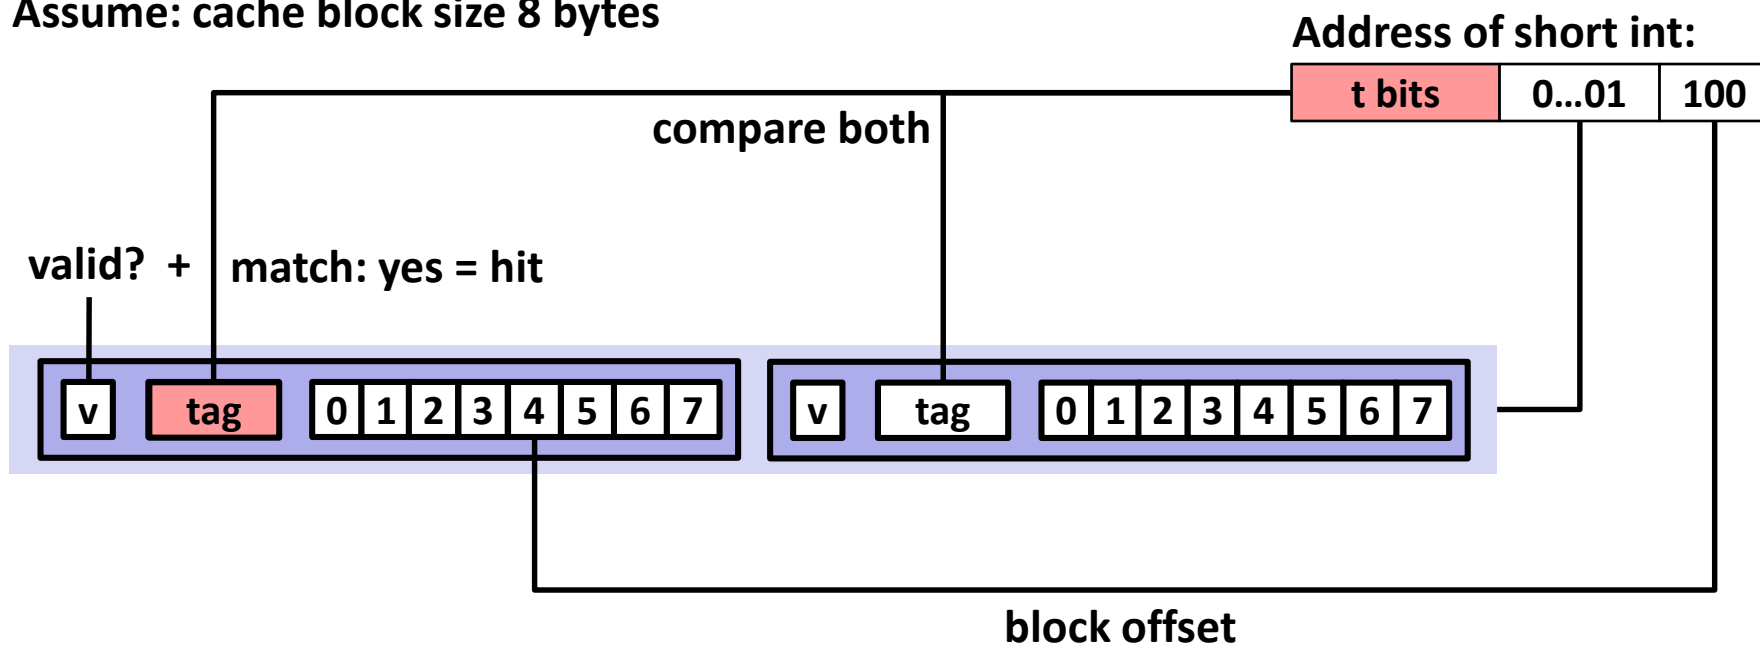 Assume: cache block size 8 bytes
Address of short int:
t bits 0...01 100
compare both
valid? + match: yes = hit
v tag 0 1 2 3 4 5 6 7 v tag 0 1 2 3 4 5 6 7
block offset